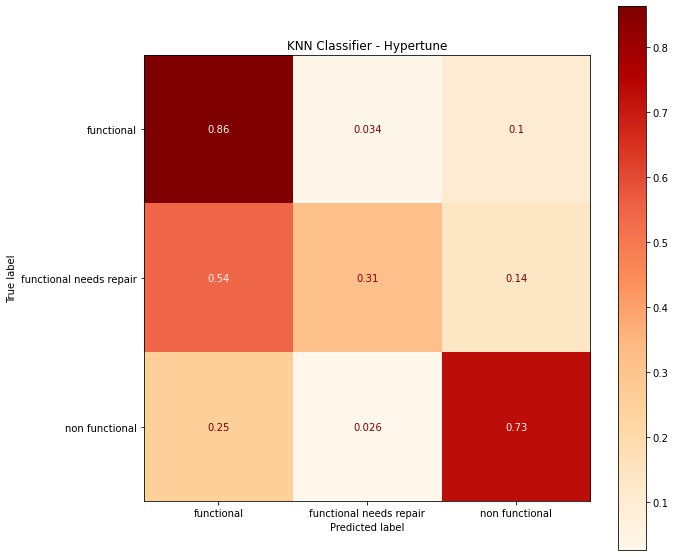 KNN Classifier - Hypertune
True label
functional
0.86
0.034
0.1
functional needs repair
0.54
0.31
0.14
non functional
0.25
0.026
0.73
functional
functional needs repair
non functional
Predicted label
0.8
0.7
0.6
0.5
0.4
0.3
0.2
0.1